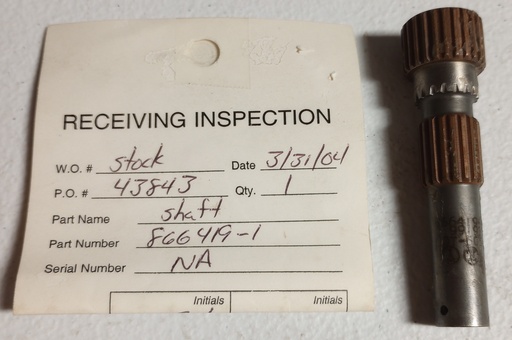 RECEIVING INSPECTION
W.O. # stock Date 3/31/04
P.O. # 43843 Qty. 1
Part Name shaft
Part Number 866419-1
Serial Number NA
Initials Initials